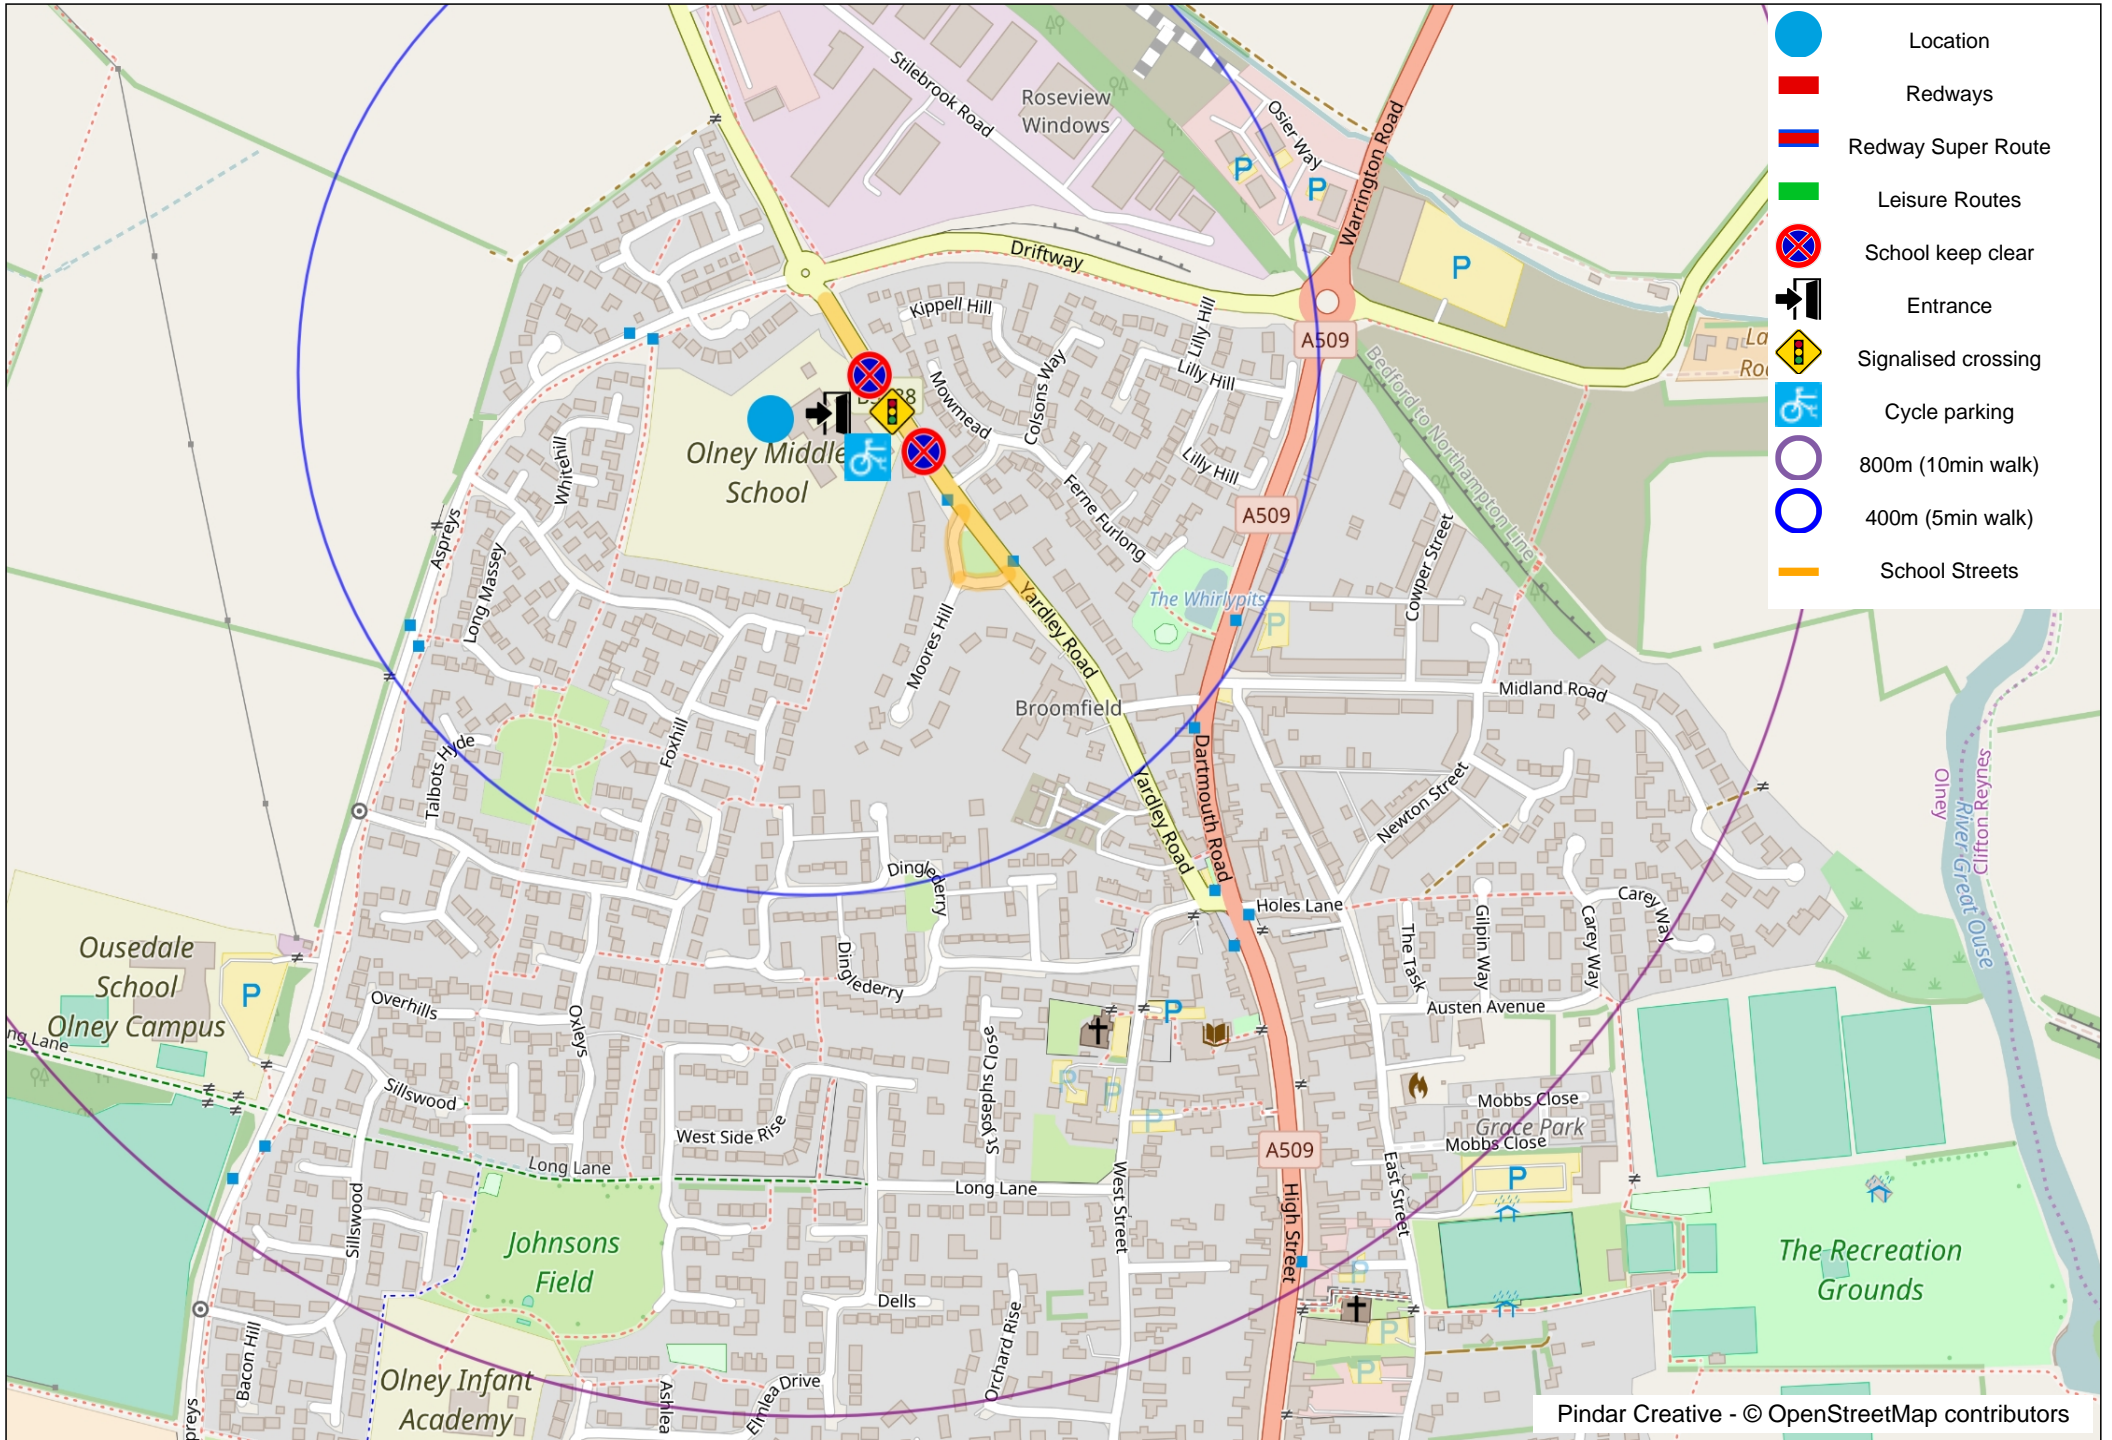 Location
Redways
Redway Super Route
Leisure Routes
School keep clear
Entrance
Signalised crossing
Cycle parking
800m (10min walk)
400m (5min walk)
School Streets
Stilebrook Road
Roseview
Windows
Osier Way
P
P
Warrington Road
Driftway
P
Kippell Hill
Li Lilly Hill
A509
Lilly Hill
Colsons Way
Mowmead
Bedford to Northampton Line
Olney Middle
School
Lilly Hill
Whitehill
Ferne Furlong
A509
Aspreys
Long Massey
Cowper Street
The Whirlypits
P
Yardley Road
Moores Hill
Broomfield
Midland Road
Foxhill
Talbots Hyde
Dartmouth Road
Yardley Road
Newton Street
Olney
Clifton Reynes
River Great Ouse
Dinglederry
Holes Lane
Carey Way
The Task
Gilpin Way
Carey Way
Ousedale
School
Olney Campus
P
Dinglederry
Overhills
Oxleys
P
Austen Avenue
ng Lane
St Josephs Close
P
P
P
Sillswood
West Side Rise
Mobbs Close
Grace Park
Mobbs Close
A509
Long Lane
Long Lane
West Street
East Street
P
High Street
Sillswood
Johnsons
Field
The Recreation
Grounds
P
Dells
Orchard Rise
P
P
Bacon Hill
Olney Infant
Academy
Ashlea
Elmlea Drive
preys
Pindar Creative - © OpenStreetMap contributors